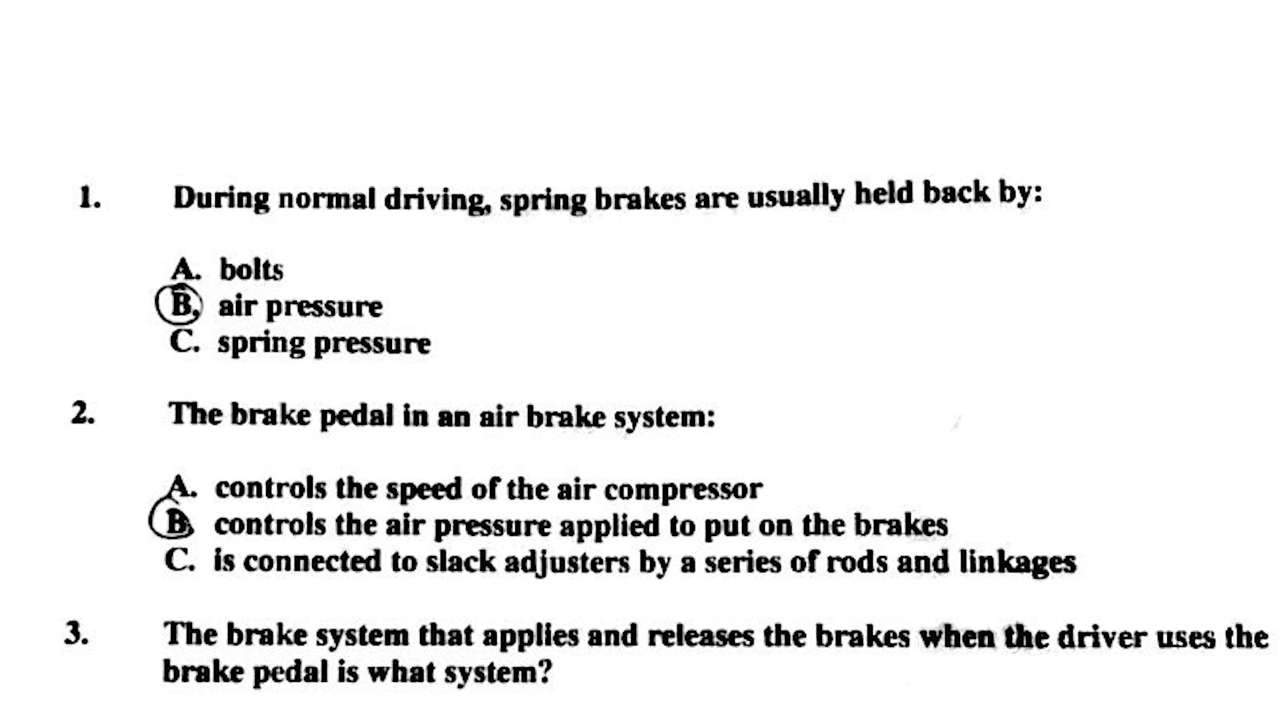 1. During normal driving, spring brakes are usually held back by:
A. bolts
B. air pressure
C. spring pressure
2. The brake pedal in an air brake system:
A. controls the speed of the air compressor
B. controls the air pressure applied to put on the brakes
C. is connected to slack adjusters by a series of rods and linkages
3. The brake system that applies and releases the brakes when the driver uses the
brake pedal is what system?